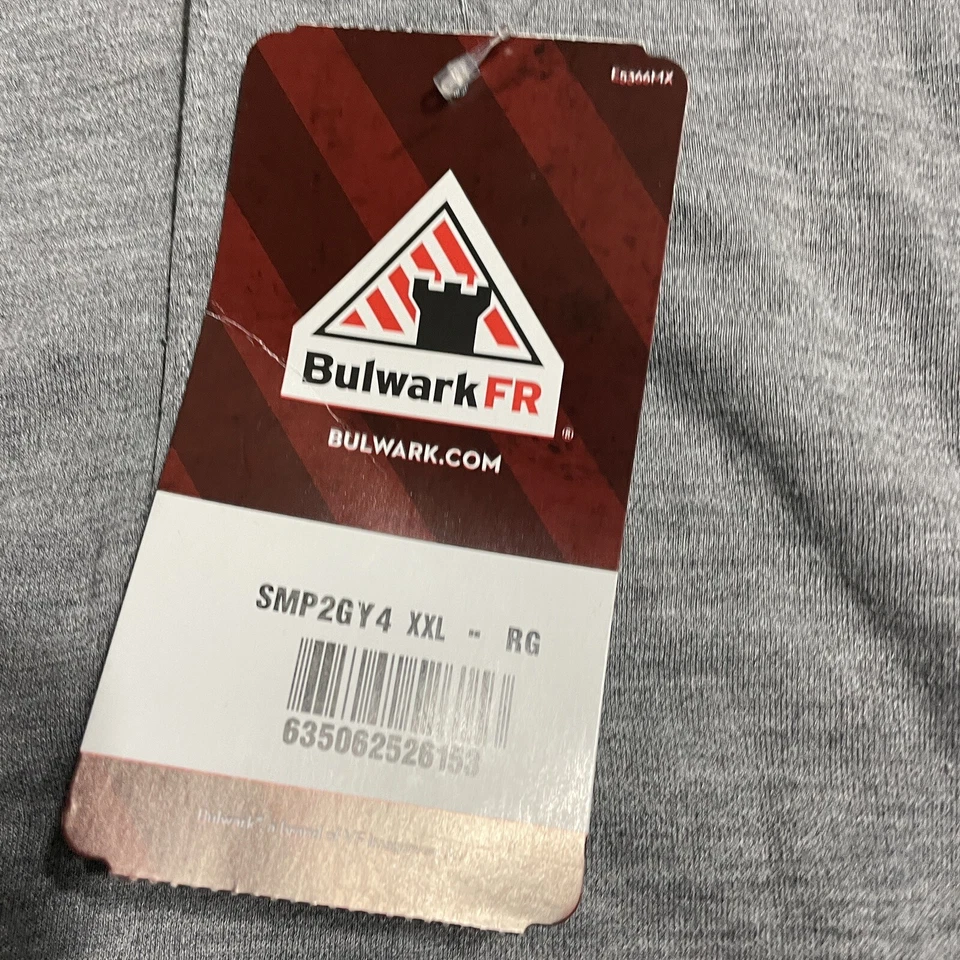 BulwarkFR
®
BULWARK.COM
SMP2GY4 XXL - RG
635062526153